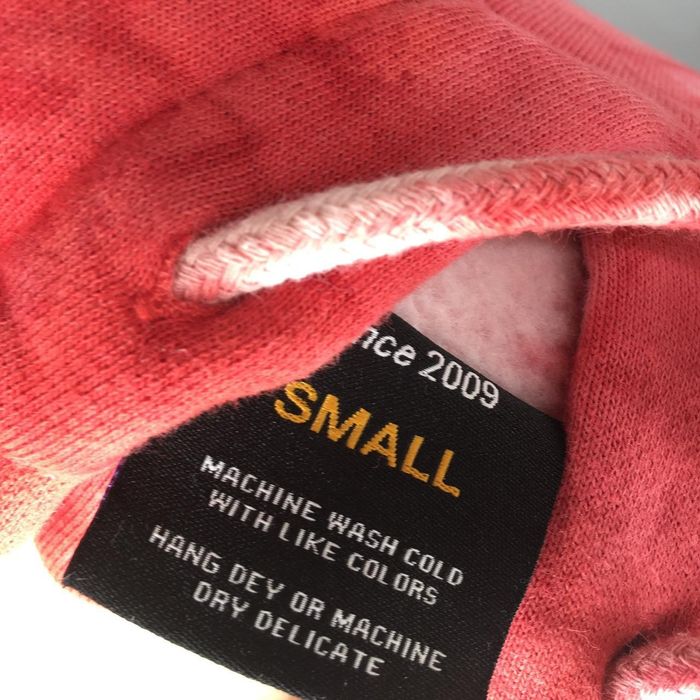 nce 2009
SMALL
MACHINE WASH COLD
WITH LIKE COLORS
HANG DEY OR MACHINE
DRY DELICATE